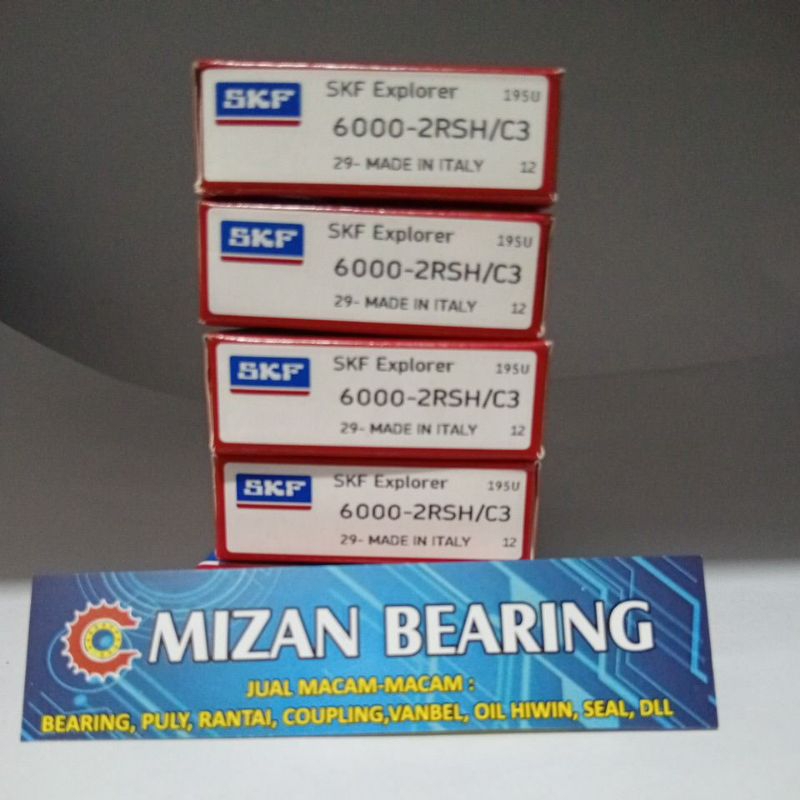 SKF
SKF Explorer 195U
6000-2RSH/C3
29- MADE IN ITALY 12
SKF
SKF Explorer 195U
6000-2RSH/C3
29- MADE IN ITALY 12
SKF
SKF Explorer 195U
6000-2RSH/C3
29- MADE IN ITALY 12
SKF
SKF Explorer 195U
6000-2RSH/C3
29- MADE IN ITALY 12
MIZAN BEARING
JUAL MACAM-MACAM :
BEARING, PULY, RANTAI, COUPLING,VANBEL, OIL HIWIN, SEAL, DLL